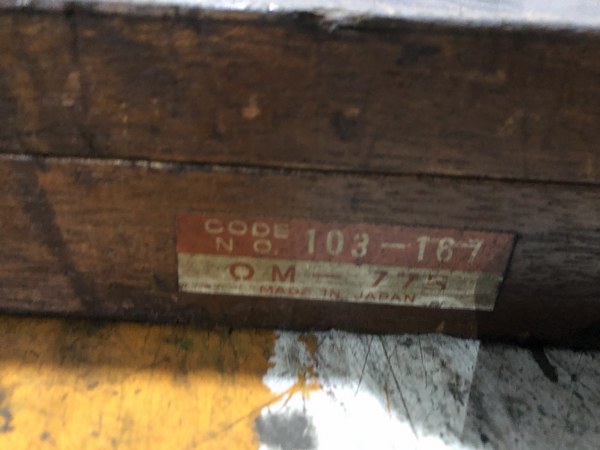 CODE
NO. 103-167
OM-775
MADE IN JAPAN